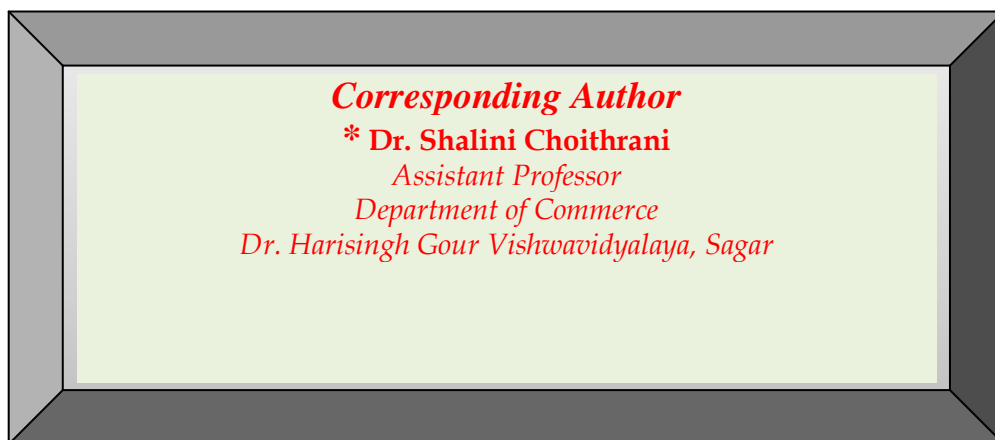 Corresponding Author
* Dr. Shalini Choithrani
Assistant Professor
Department of Commerce
Dr. Harisingh Gour Vishwavidyalaya, Sagar